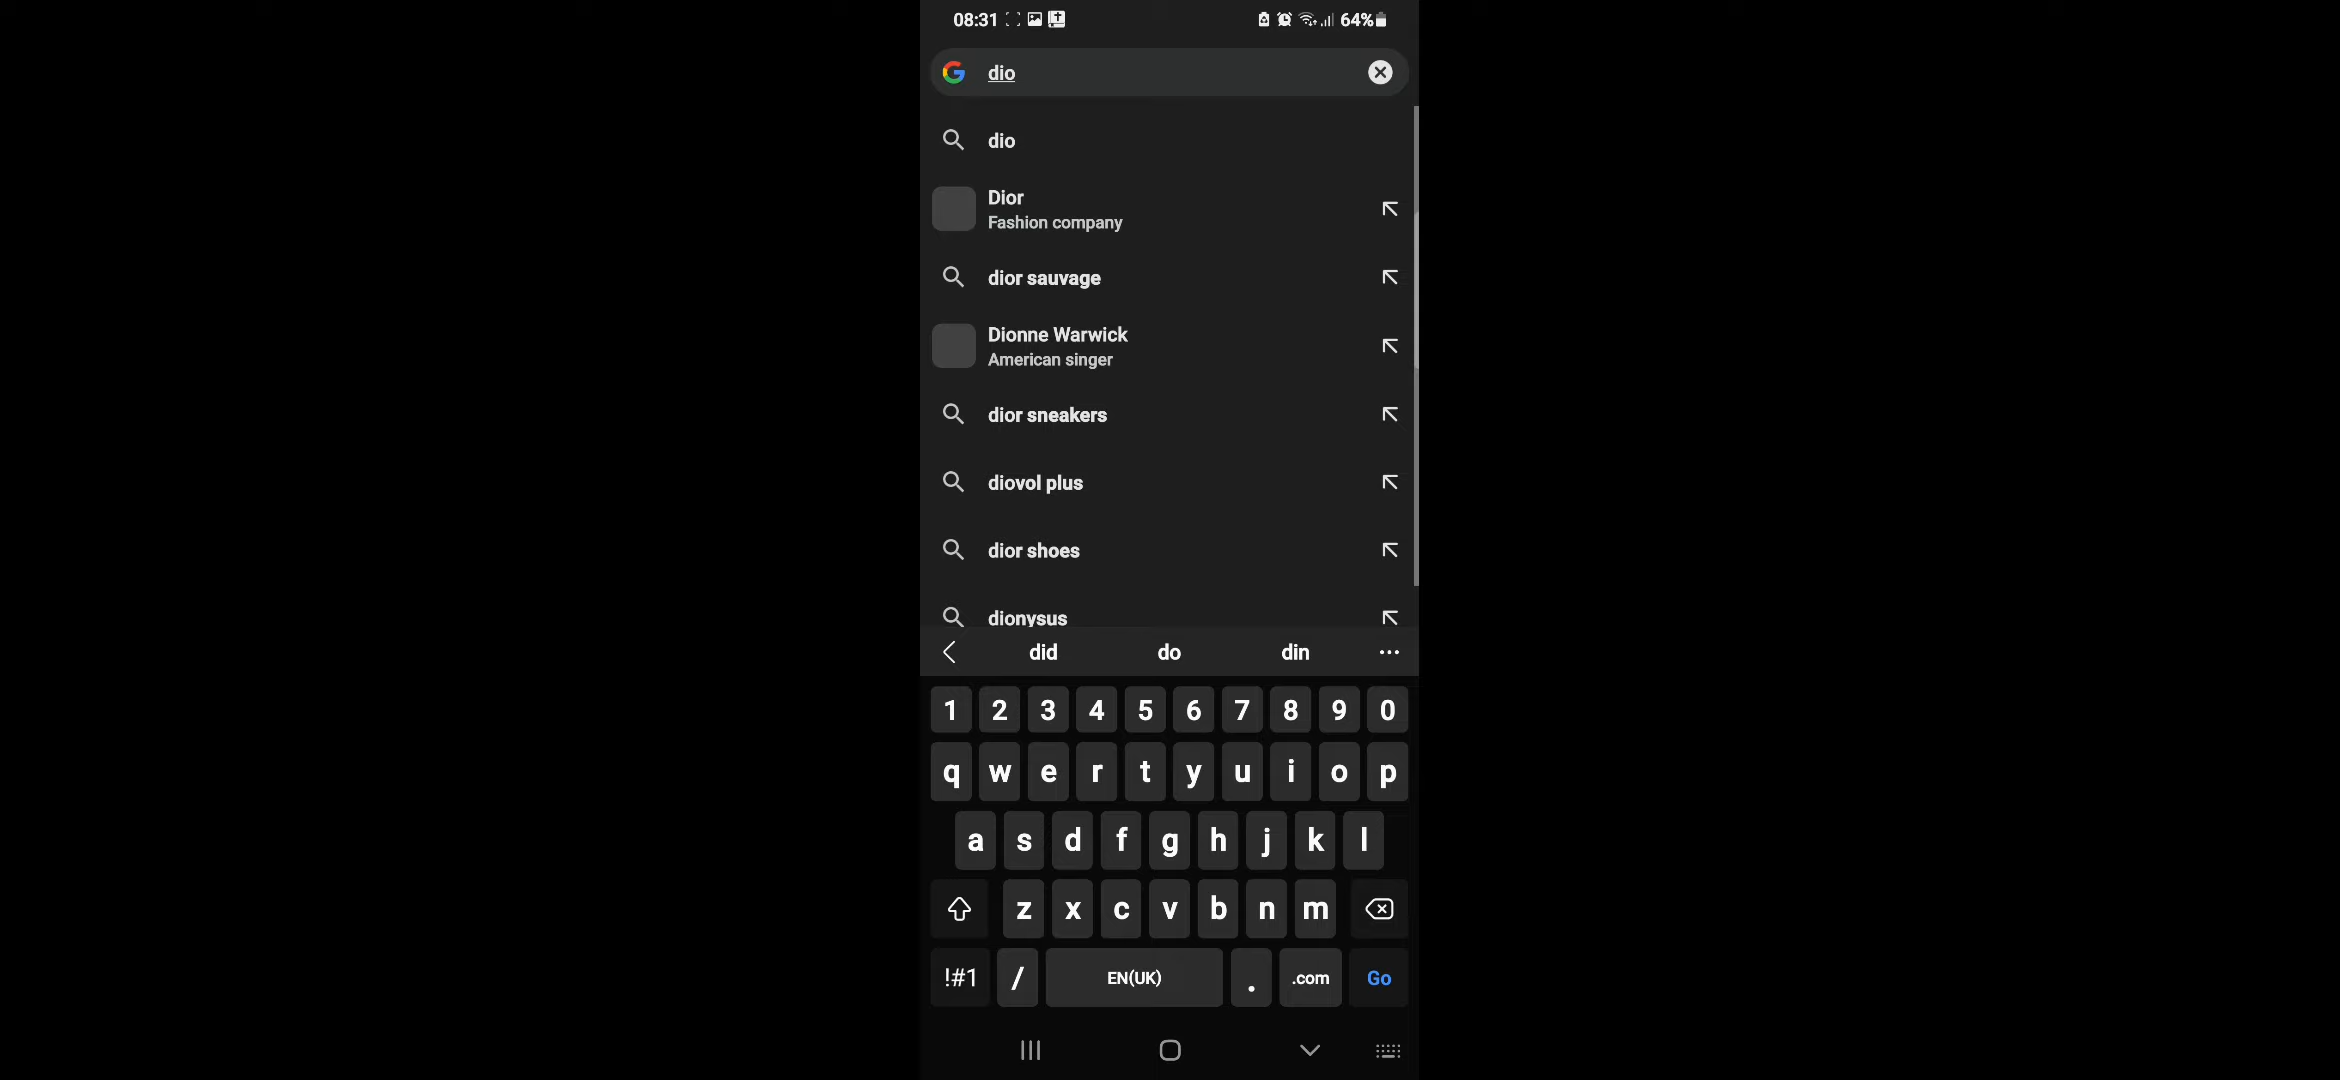 08:31 64%
dio
dio
Dior
Fashion company
dior sauvage
Dionne Warwick
American singer
dior sneakers
diovol plus
dior shoes
dionysus
did do din ...
1 2 3 4 5 6 7 8 9 0
q w e r t y u i o p
a s d f g h j k l
z x c v b n m
!#1 / EN(UK) . .com Go